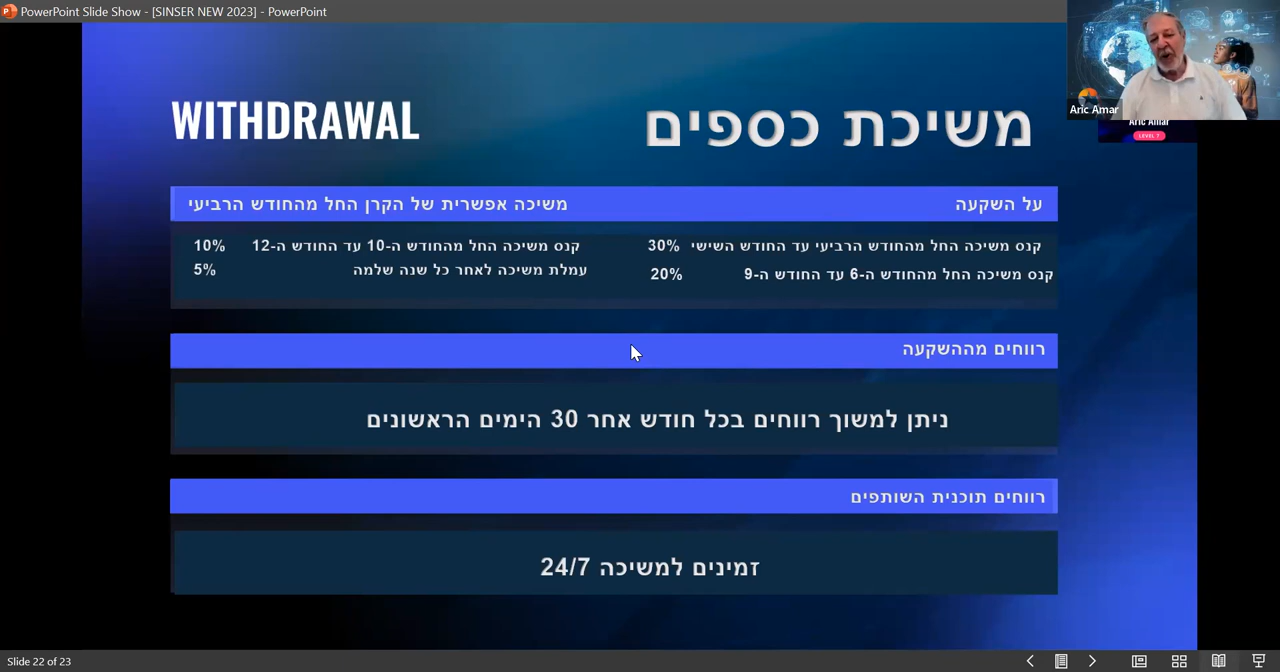 PowerPoint Slide Show - [SINSER NEW 2023] - PowerPoint
Aric Amar
Aric Amar
LEVEL 7
WITHDRAWAL
משיכת כספים
על השקעה
משיכה אפשרית של הקרן החל מהחודש הרביעי
קנס משיכה החל מהחודש הרביעי עד החודש השישי 30%
קנס משיכה החל מהחודש ה-6 עד החודש ה-9 20%
קנס משיכה החל מהחודש ה-10 עד החודש ה-12 10%
עמלת משיכה לאחר כל שנה שלמה 5%
רווחים מההשקעה
ניתן למשוך רווחים בכל חודש אחר 30 הימים הראשונים
רווחים תוכנית השותפים
זמינים למשיכה 24/7
Slide 22 of 23